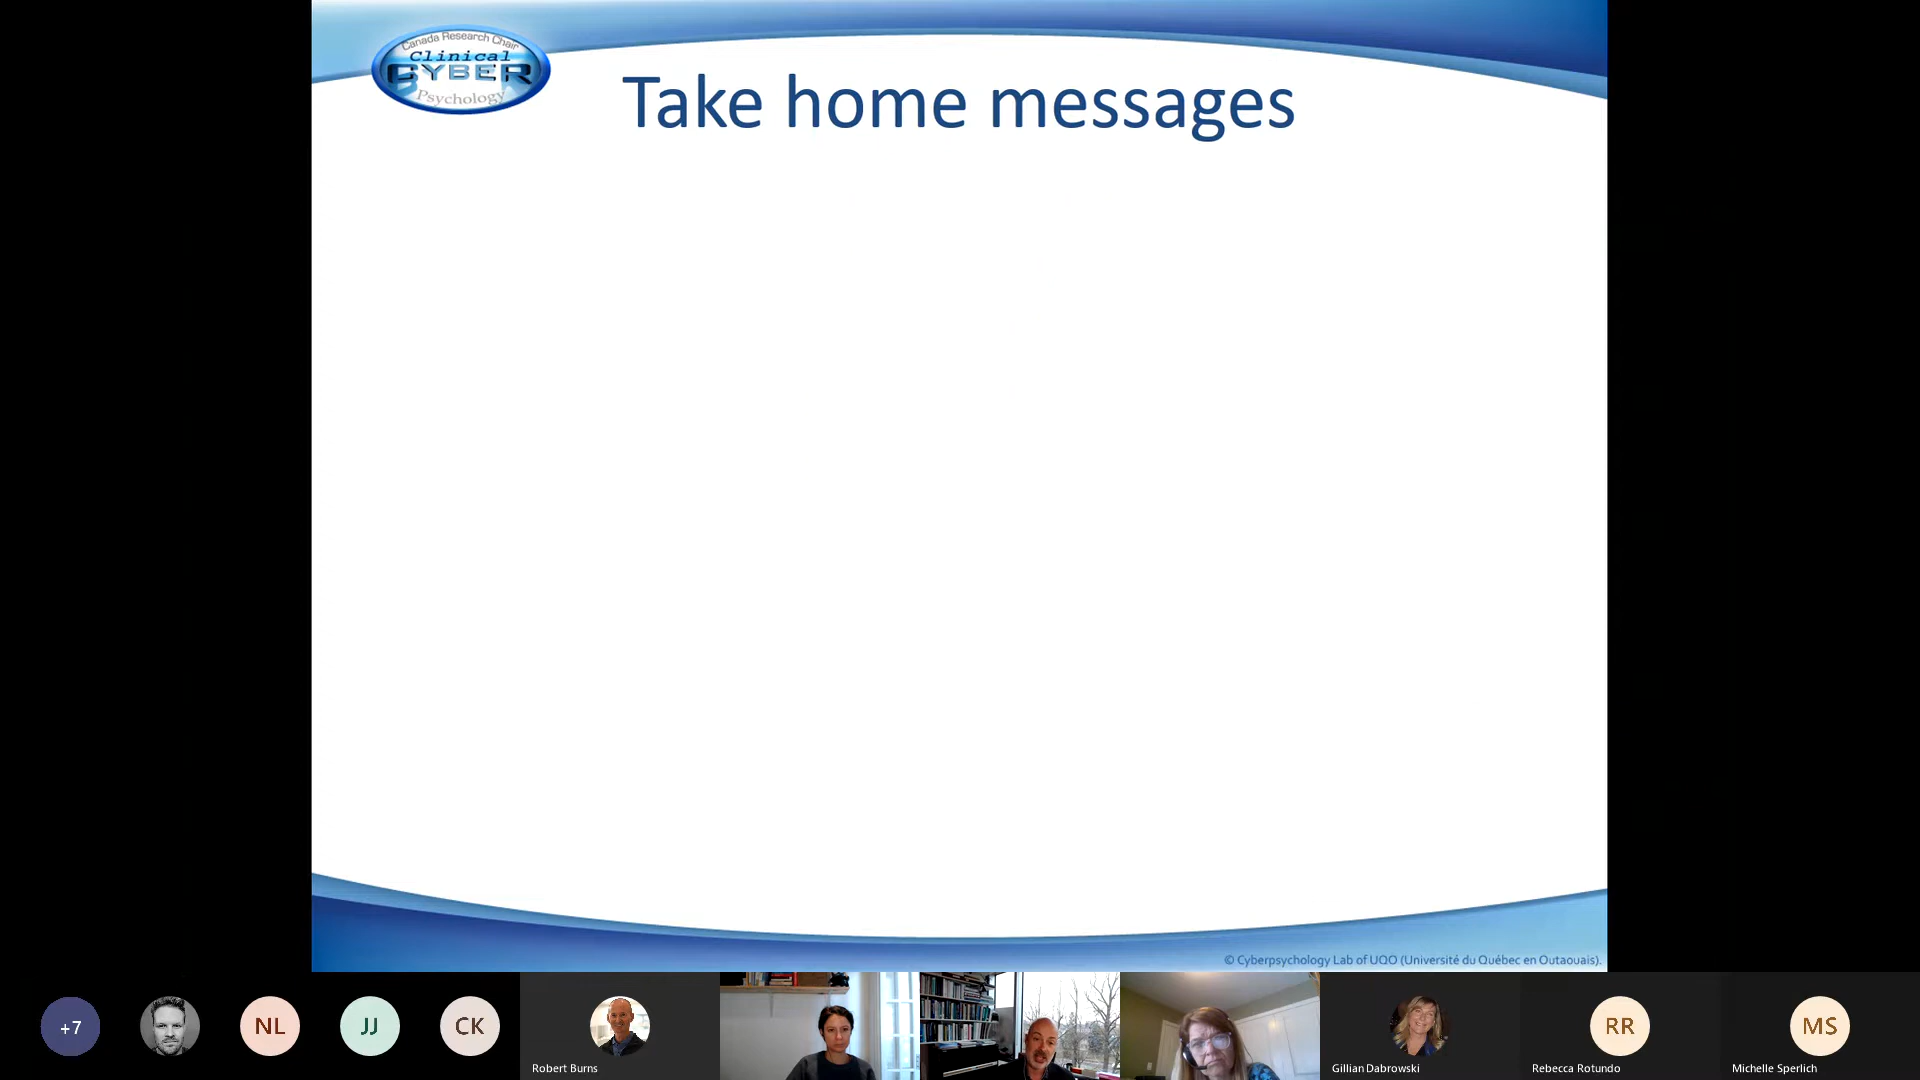 Canada Research Chair
Clinical
CYBER
Psychology
Take home messages
© Cyberpsychology Lab of UQO (Université du Québec en Outaouais).
+7
NL
JJ
CK
RR
MS
Robert Burns
Gillian Dabrowski
Rebecca Rotundo
Michelle Sperlich